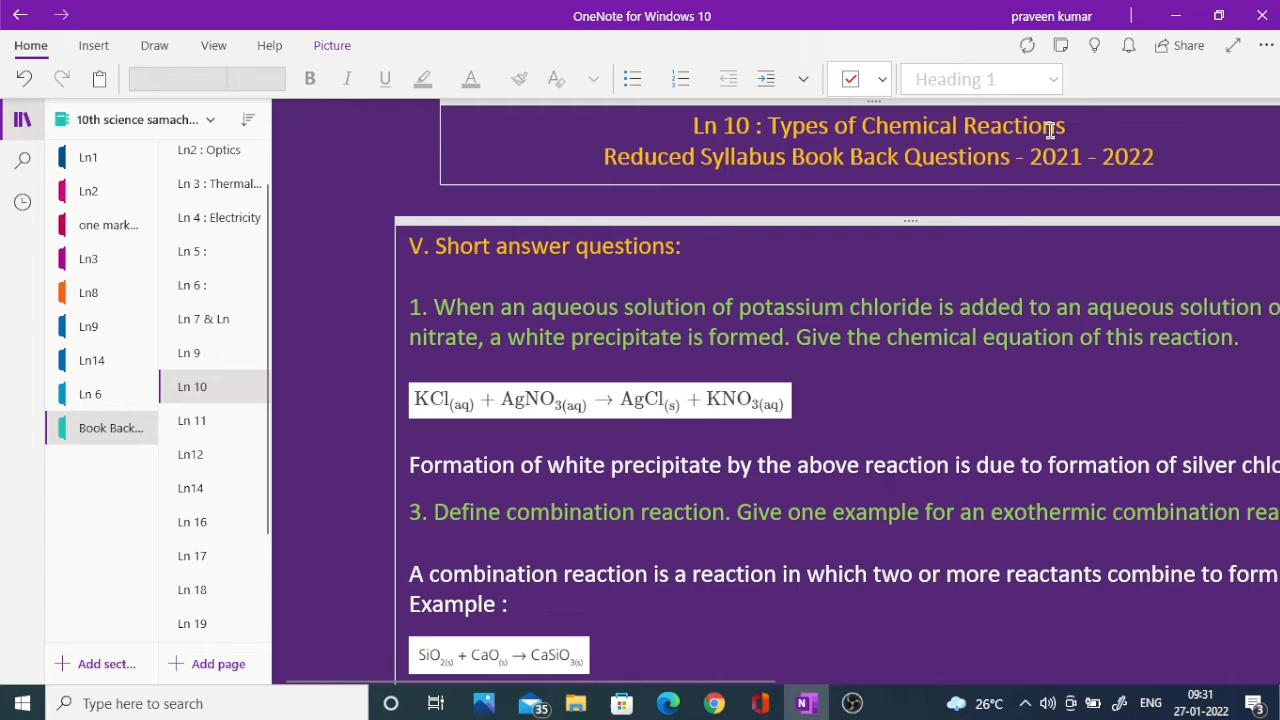 OneNote for Windows 10
praveen kumar
Home Insert Draw View Help Picture
Share
B I U A Heading 1
10th science samach...
Ln1
Ln2
one mark...
Ln3
Ln8
Ln9
Ln14
Ln 6
Book Back...
Add sect...
Ln2 : Optics
Ln 3 : Thermal...
Ln 4 : Electricity
Ln 5 :
Ln 6 :
Ln 7 & Ln
Ln 9
Ln 10
Ln 11
Ln12
Ln14
Ln 16
Ln 17
Ln 18
Ln 19
Add page
Ln 10 : Types of Chemical Reactions
Reduced Syllabus Book Back Questions - 2021 - 2022
V. Short answer questions:
1. When an aqueous solution of potassium chloride is added to an aqueous solution o
nitrate, a white precipitate is formed. Give the chemical equation of this reaction.
KCl(aq) + AgNO3(aq) → AgCl(s) + KNO3(aq)
Formation of white precipitate by the above reaction is due to formation of silver chlo
3. Define combination reaction. Give one example for an exothermic combination rea
A combination reaction is a reaction in which two or more reactants combine to form
Example :
SiO2(s) + CaO(s) → CaSiO3(s)
Type here to search
35
26°C
ENG
09:31
27-01-2022
3